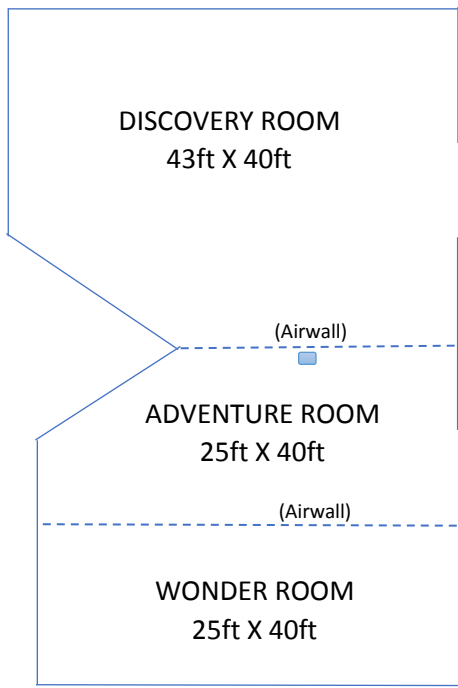 DISCOVERY ROOM
43ft X 40ft
(Airwall)
ADVENTURE ROOM
25ft X 40ft
(Airwall)
WONDER ROOM
25ft X 40ft